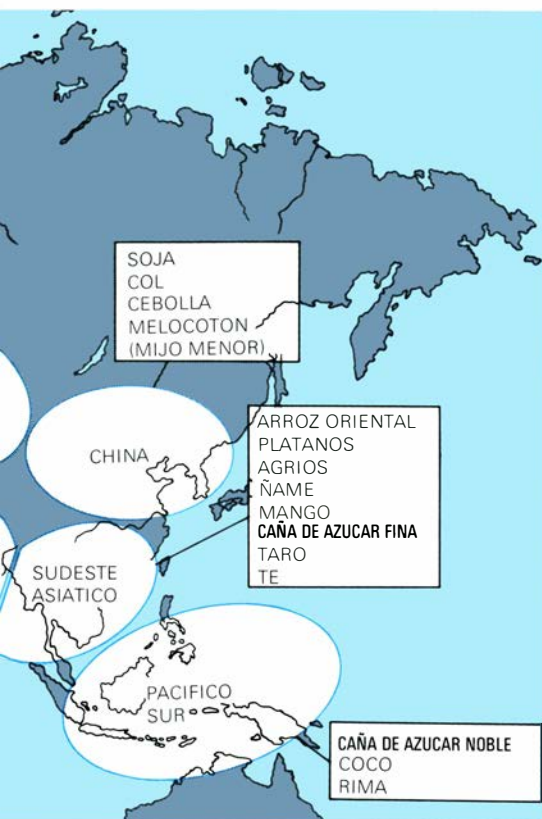 SOJA
COL
CEBOLLA
MELOCOTON
(MIJO MENOR)
CHINA
ARROZ ORIENTAL
PLATANOS
AGRIOS
ÑAME
MANGO
CAÑA DE AZUCAR FINA
TARO
TE
SUDESTE
ASIATICO
PACIFICO
SUR
CAÑA DE AZUCAR NOBLE
COCO
RIMA